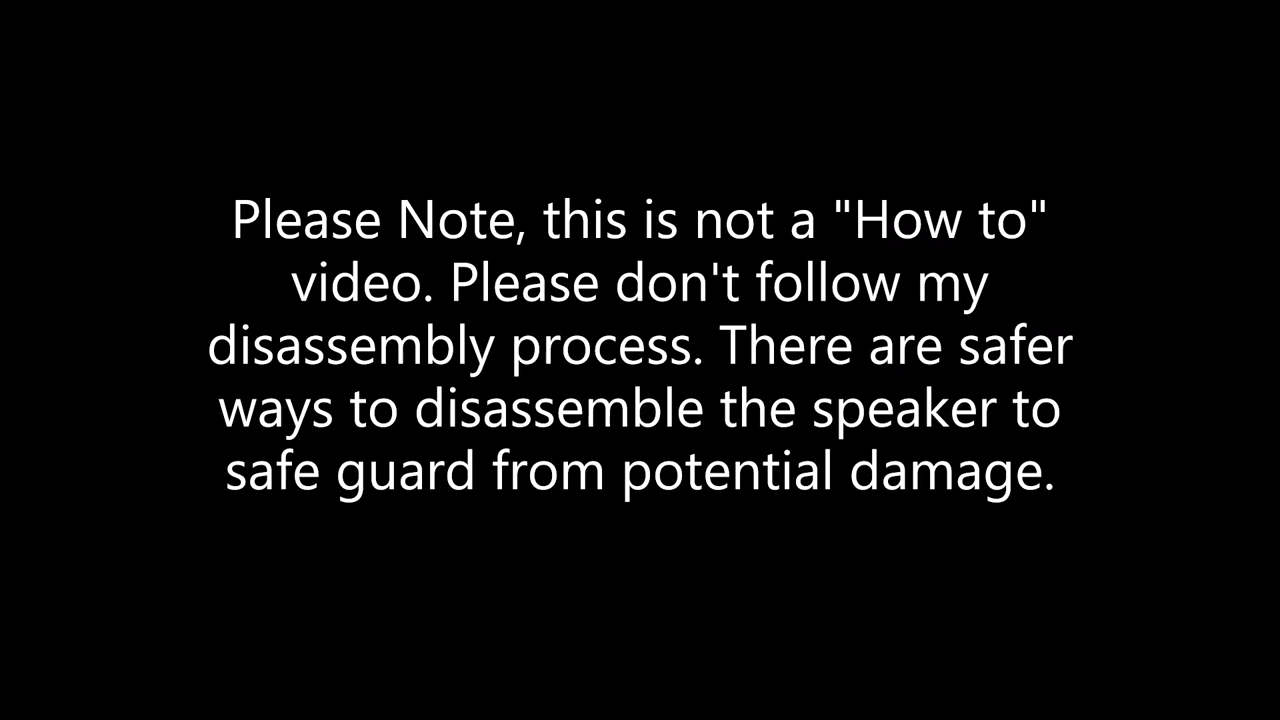 Please Note, this is not a "How to"
video. Please don't follow my
disassembly process. There are safer
ways to disassemble the speaker to
safe guard from potential damage.